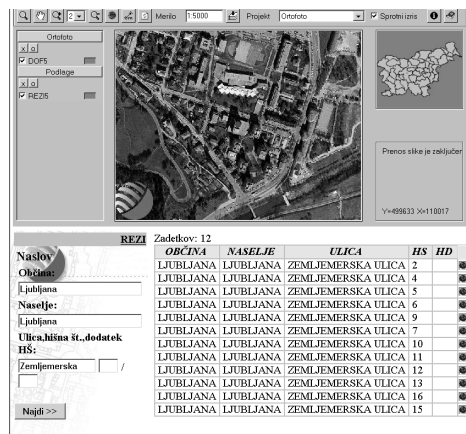 2 Merilo 1:5000 Projekt Ortofoto Sprotni izris
Ortofoto
x o
DOF5
Podlage
x o
REZI5
Prenos slike je zaključer
Y=499633 X=110017
REZI
Naslov
Občina:
Ljubljana
Naselje:
Ljubljana
Ulica,hišna št.,dodatek
HŠ:
Zemljemerska /
Najdi >>
Zadetkov: 12
OBČINA NASELJE ULICA HS HD
LJUBLJANA LJUBLJANA ZEMLJEMERSKA ULICA 2
LJUBLJANA LJUBLJANA ZEMLJEMERSKA ULICA 4
LJUBLJANA LJUBLJANA ZEMLJEMERSKA ULICA 5
LJUBLJANA LJUBLJANA ZEMLJEMERSKA ULICA 6
LJUBLJANA LJUBLJANA ZEMLJEMERSKA ULICA 9
LJUBLJANA LJUBLJANA ZEMLJEMERSKA ULICA 7
LJUBLJANA LJUBLJANA ZEMLJEMERSKA ULICA 10
LJUBLJANA LJUBLJANA ZEMLJEMERSKA ULICA 11
LJUBLJANA LJUBLJANA ZEMLJEMERSKA ULICA 12
LJUBLJANA LJUBLJANA ZEMLJEMERSKA ULICA 13
LJUBLJANA LJUBLJANA ZEMLJEMERSKA ULICA 16
LJUBLJANA LJUBLJANA ZEMLJEMERSKA ULICA 15